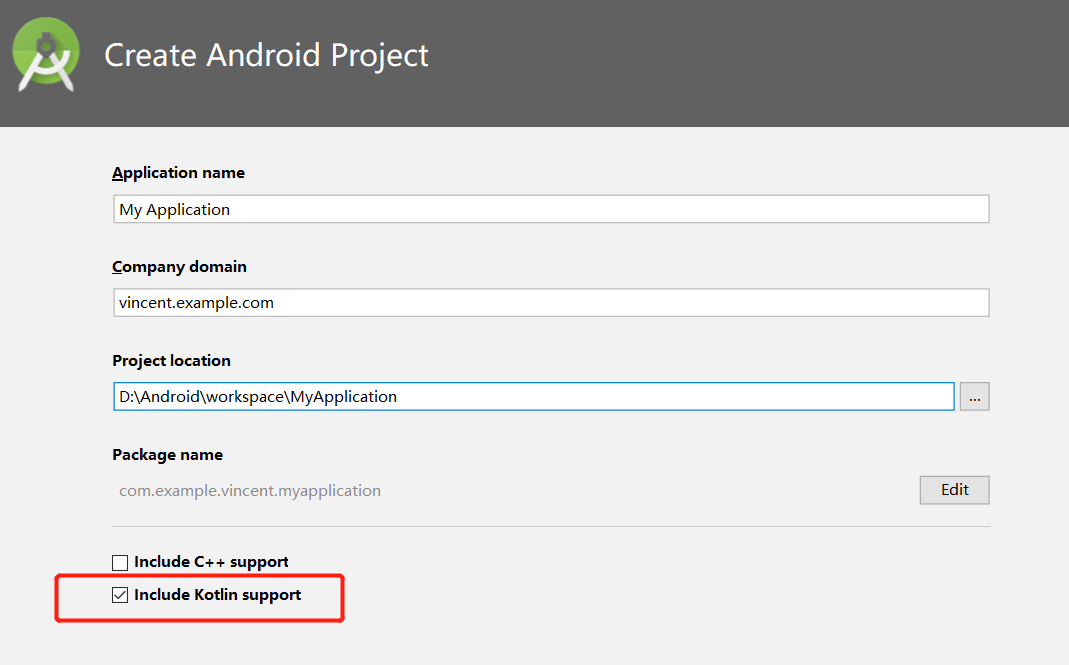 Create Android Project
Application name
My Application
Company domain
vincent.example.com
Project location
D:\Android\workspace\MyApplication
...
Package name
com.example.vincent.myapplication
Edit
Include C++ support
Include Kotlin support